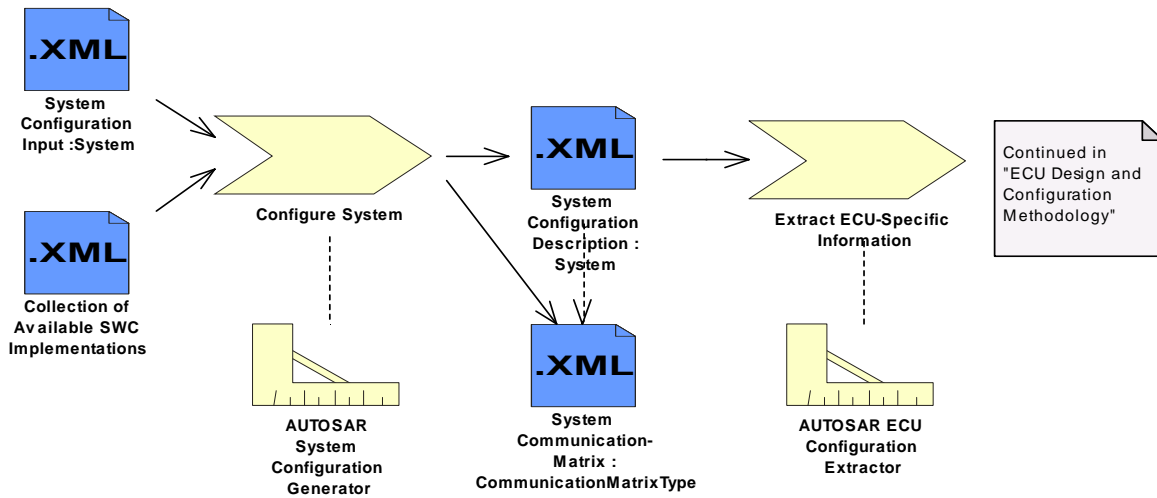 .XML
System
Configuration
Input :System
.XML
Collection of
Available SWC
Implementations
Configure System
AUTOSAR
System
Configuration
Generator
.XML
System
Configuration
Description :
System
.XML
System
Communication-
Matrix :
CommunicationMatrixType
Extract ECU-Specific
Information
AUTOSAR ECU
Configuration
Extractor
Continued in
"ECU Design and
Configuration
Methodology"